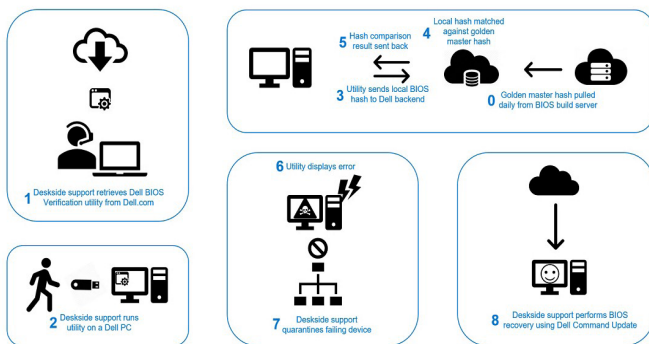 1 Deskside support retrieves Dell BIOS
Verification utility from Dell.com
2 Deskside support runs
utility on a Dell PC
5 Hash comparison
result sent back
4 Local hash matched
against golden
master hash
3 Utility sends local BIOS
hash to Dell backend
0 Golden master hash pulled
daily from BIOS build server
6 Utility displays error
7 Deskside support
quarantines failing device
8 Deskside support performs BIOS
recovery using Dell Command Update